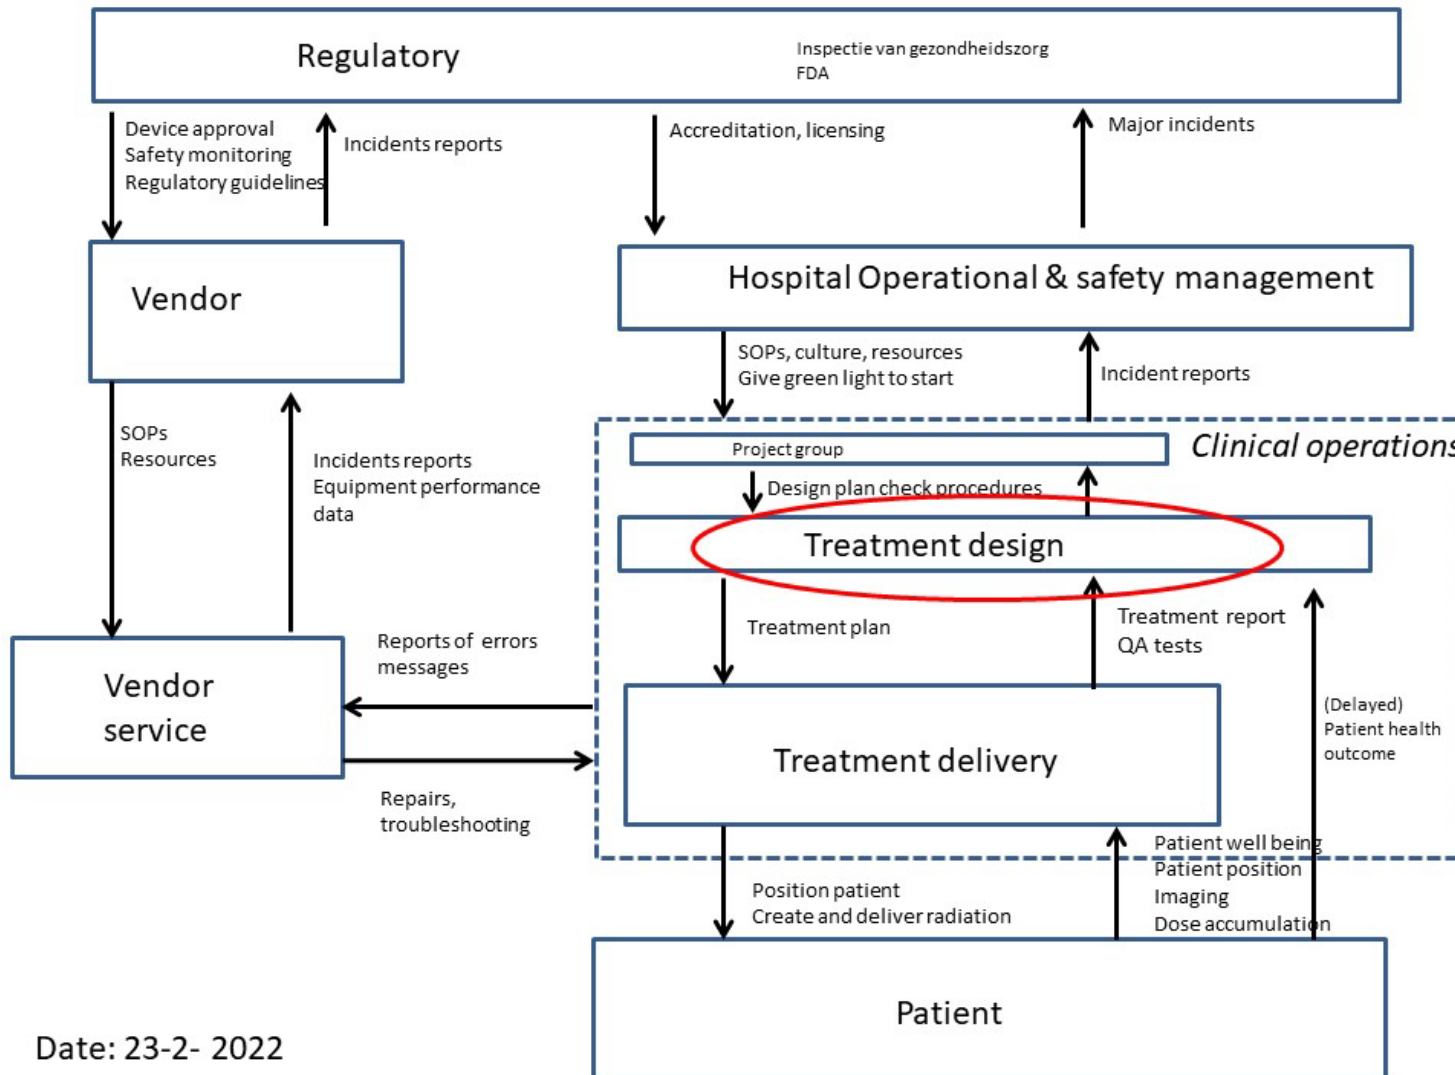 Regulatory
Inspectie van gezondheidszorg
FDA
Device approval
Safety monitoring
Regulatory guidelines
Incidents reports
Accreditation, licensing
Major incidents
Vendor
Hospital Operational & safety management
SOPs, culture, resources
Give green light to start
Incident reports
SOPs
Resources
Incidents reports
Equipment performance
data
Project group
Clinical operations
Design plan check procedures
Treatment design
Treatment plan
Treatment report
QA tests
Reports of errors
messages
Vendor
service
(Delayed)
Patient health
outcome
Treatment delivery
Repairs,
troubleshooting
Position patient
Create and deliver radiation
Patient well being
Patient position
Imaging
Dose accumulation
Patient
Date: 23-2- 2022